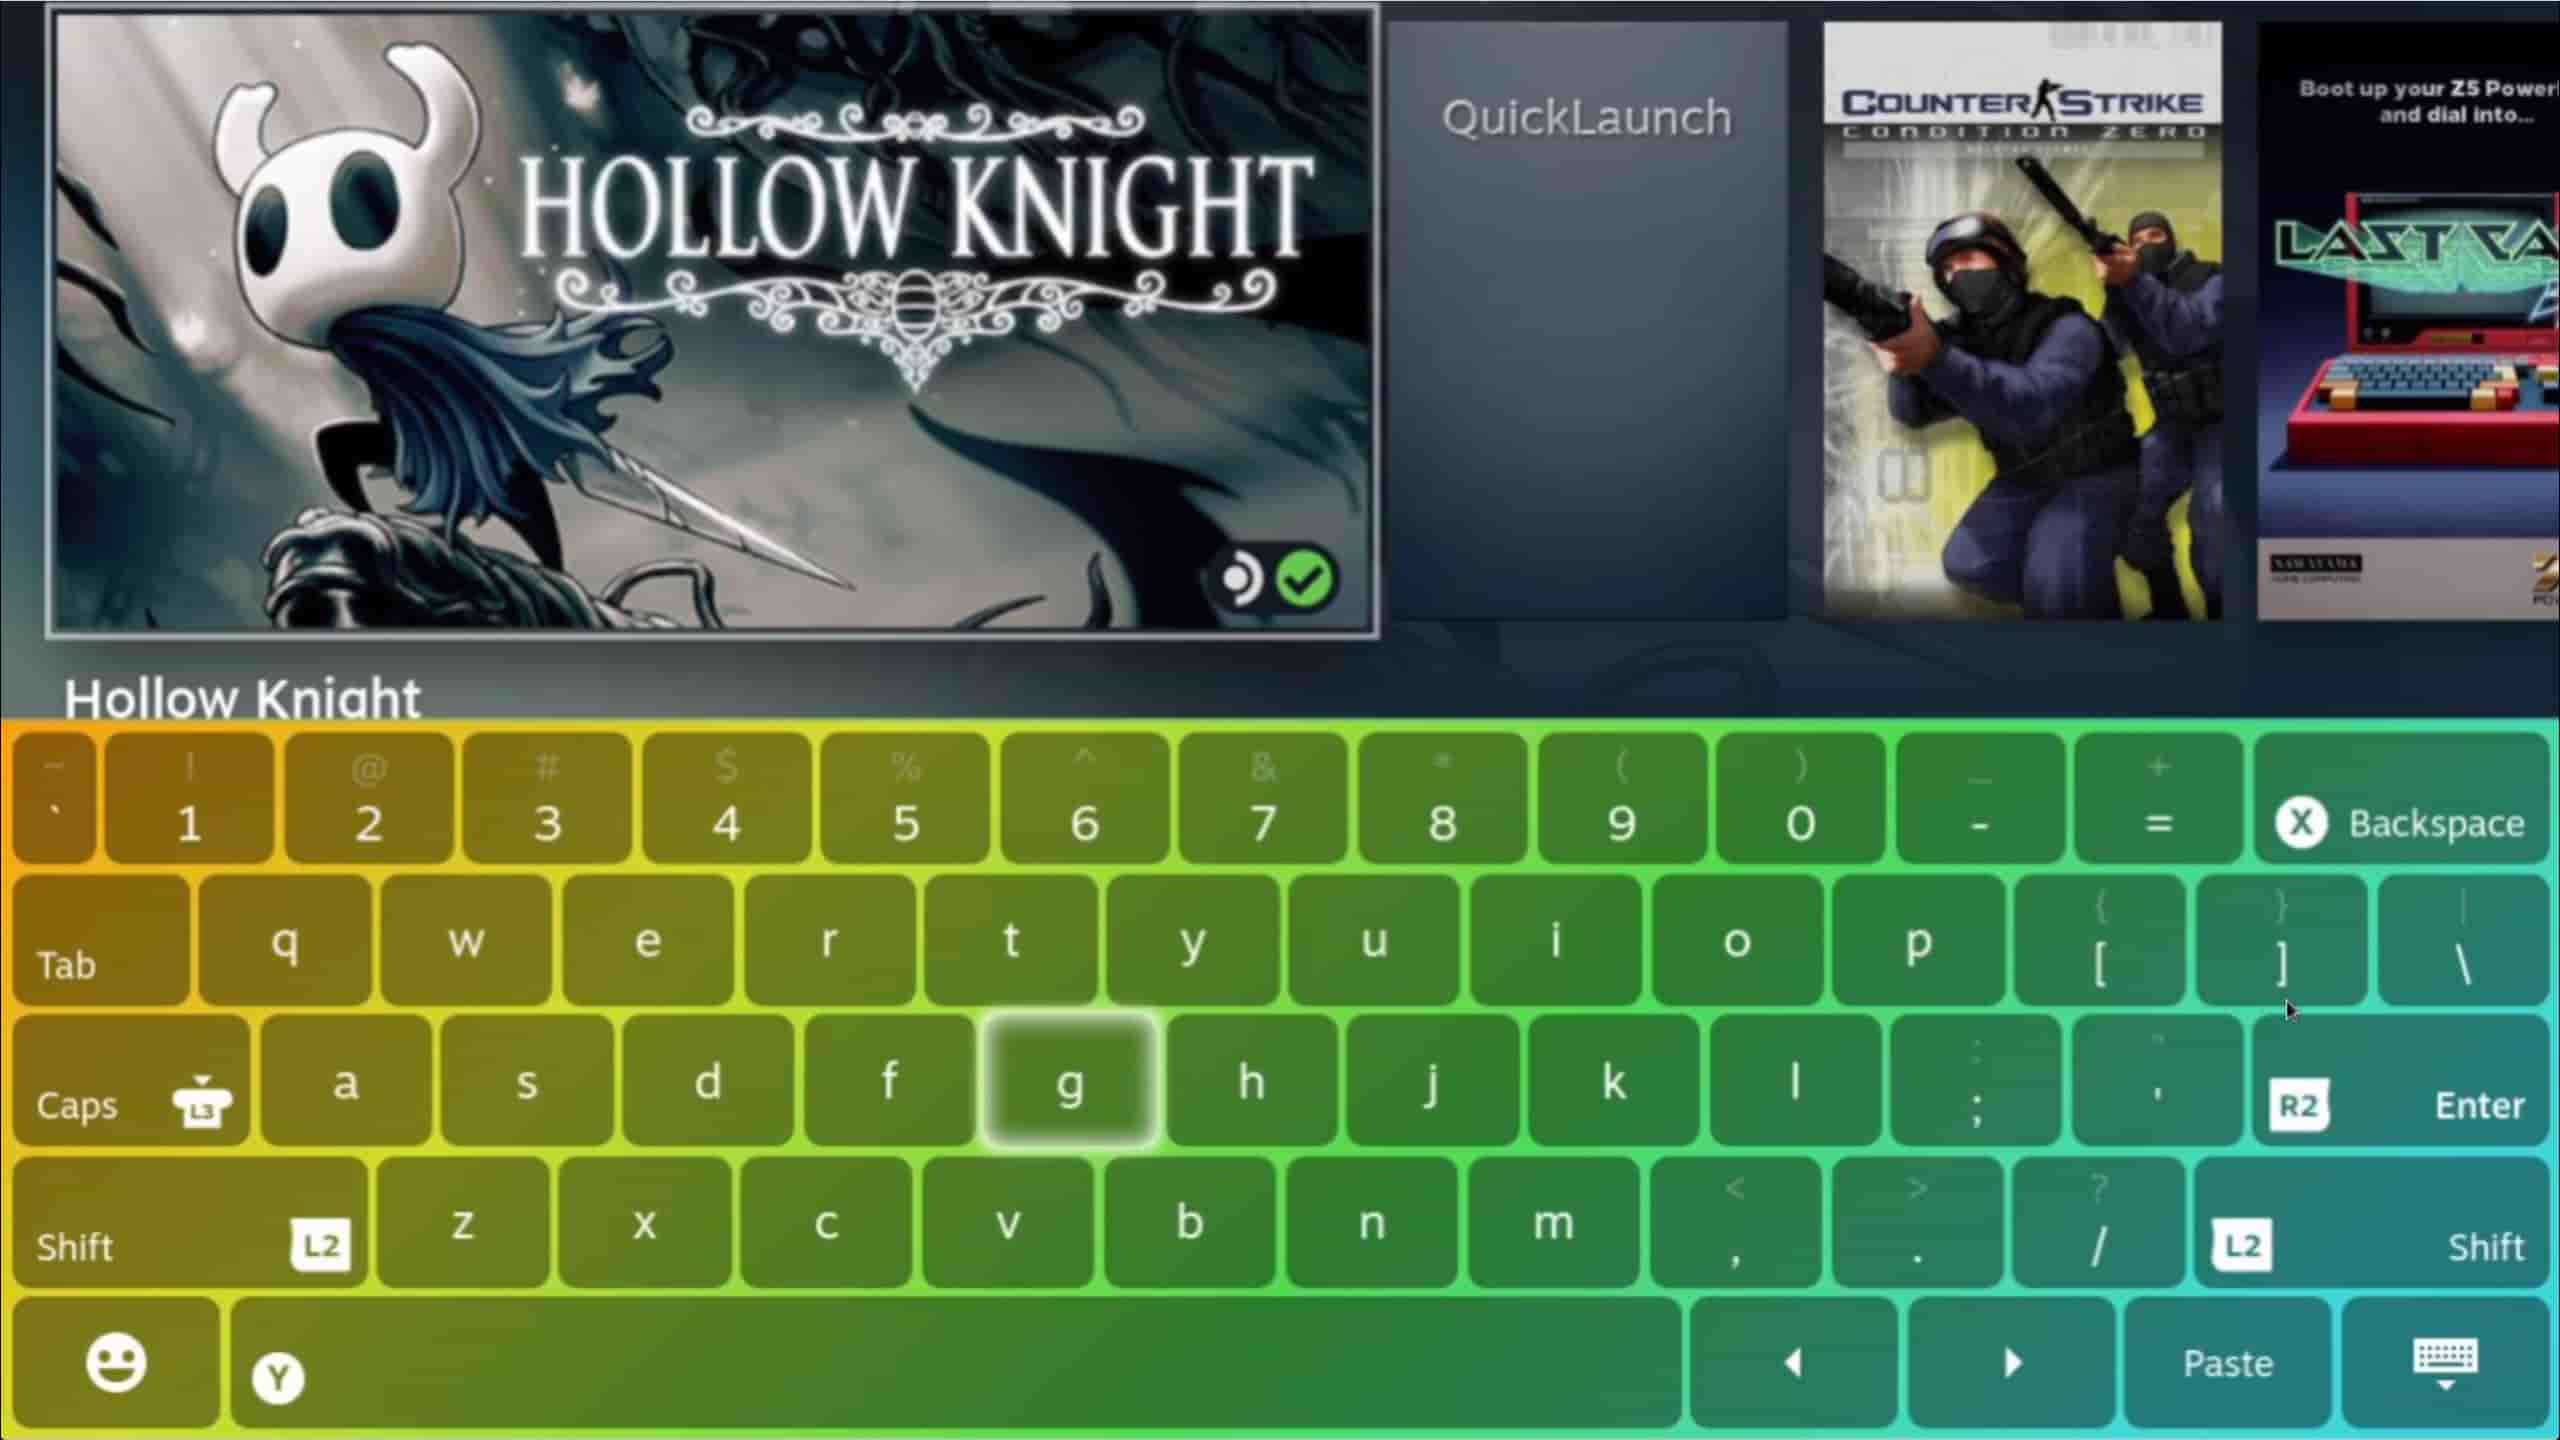 HOLLOW KNIGHT
QuickLaunch
COUNTER STRIKE
CONDITION ZERO
Boot up your Z5 Power
and dial into...
LAST CA
Hollow Knight
~ ! @ # $ % ^ & * ( ) _ +
` 1 2 3 4 5 6 7 8 9 0 - = X Backspace
{ } |
Tab q w e r t y u i o p [ ] \
: "
Caps L3 a s d f g h j k l ; ' R2 Enter
< > ?
Shift L2 z x c v b n m , . / L2 Shift
Y Paste